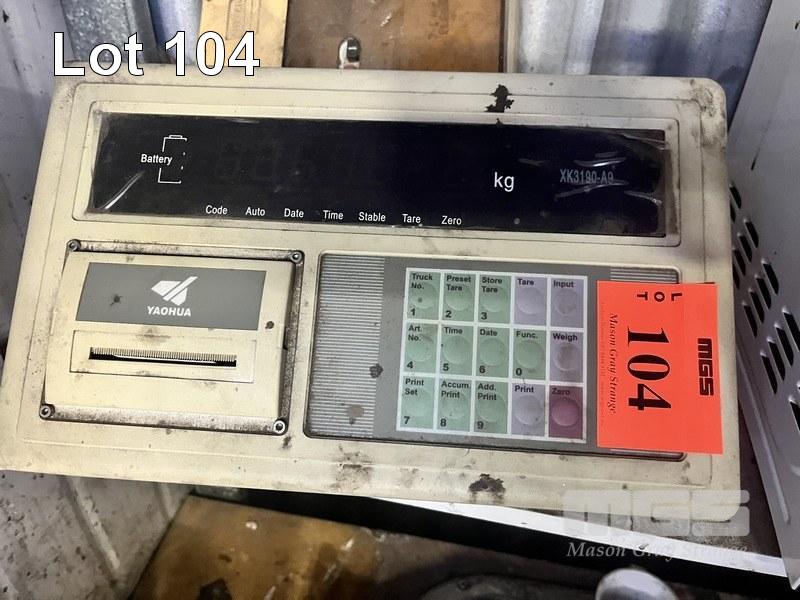 Lot 104
Battery
kg
XK3190-A9
Code Auto Date Time Stable Tare Zero
YAOHUA
Truck No. 1
Preset Tare 2
Store Tare 3
Tare
Input
Art. No. 4
Time 5
Date 6
Func. 0
Weigh
Print Set 7
Accum. Print 8
Add. Print 9
Print
Zero
LOT
104
Mason Gray Strange
MGS
MGS
Mason Gray Strange